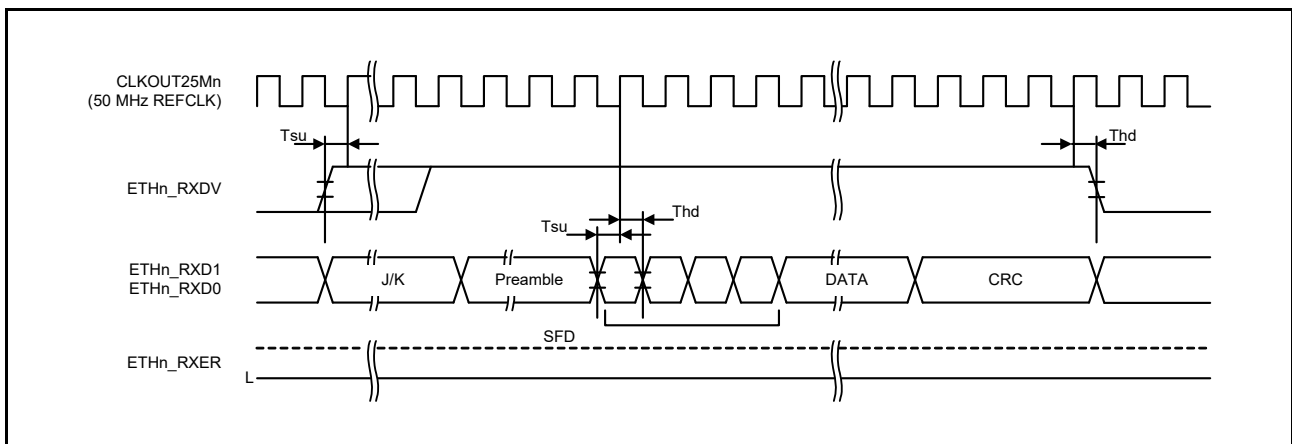 CLKOUT25Mn
(50 MHz REFCLK)
Tsu
Thd
ETHn_RXDV
Tsu
Thd
ETHn_RXD1
ETHn_RXD0
J/K
Preamble
DATA
CRC
SFD
ETHn_RXER
L